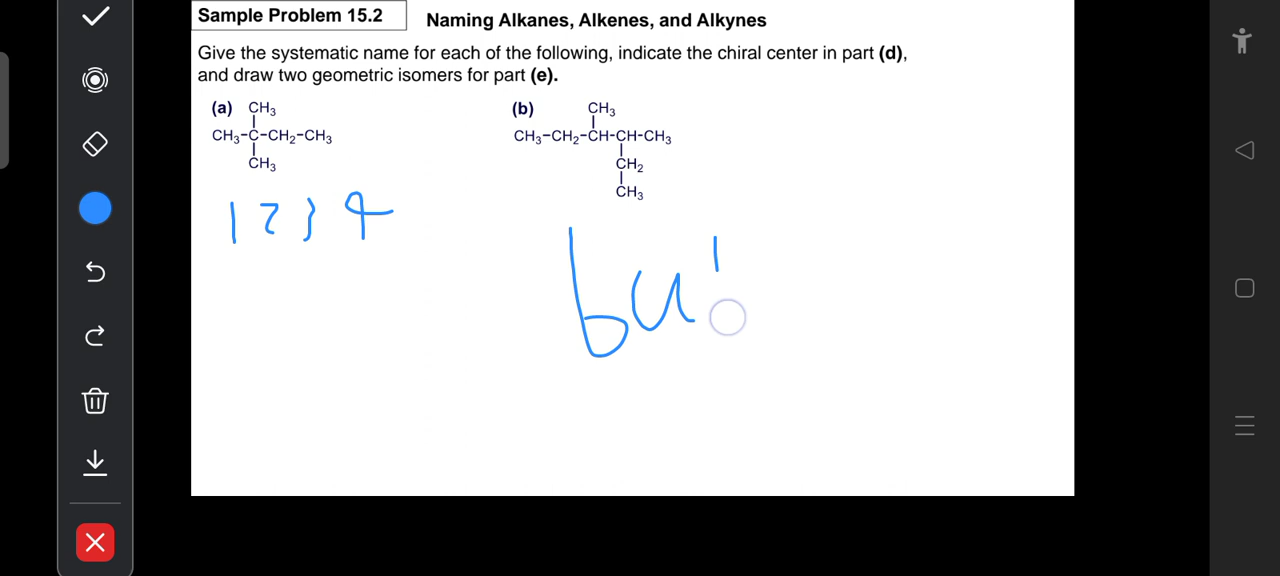 Sample Problem 15.2
Naming Alkanes, Alkenes, and Alkynes
Give the systematic name for each of the following, indicate the chiral center in part (d),
and draw two geometric isomers for part (e).
(a) CH3
CH3-C-CH2-CH3
CH3
(b) CH3
CH3-CH2-CH-CH-CH3
CH2
CH3
1 2 3 4
bu